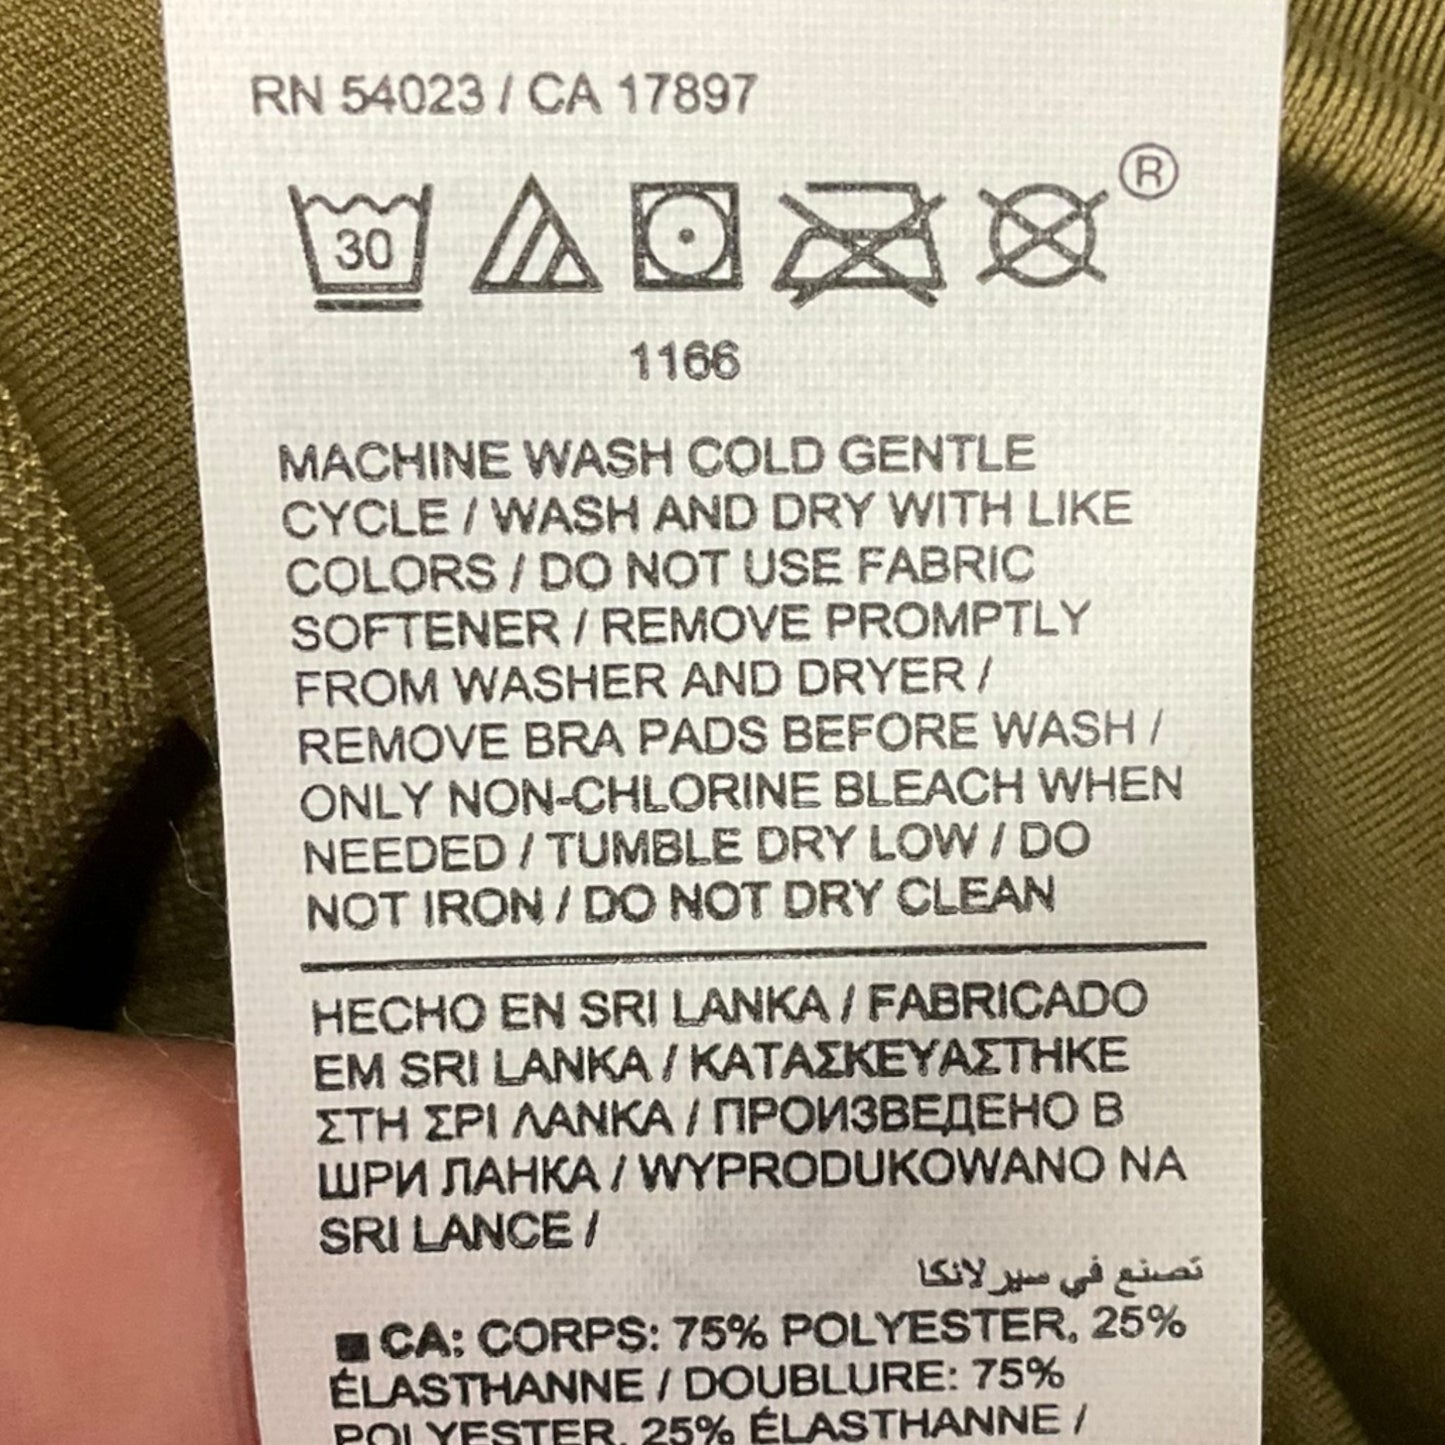 RN 54023 / CA 17897
®
30
1166
MACHINE WASH COLD GENTLE
CYCLE / WASH AND DRY WITH LIKE
COLORS / DO NOT USE FABRIC
SOFTENER / REMOVE PROMPTLY
FROM WASHER AND DRYER /
REMOVE BRA PADS BEFORE WASH /
ONLY NON-CHLORINE BLEACH WHEN
NEEDED / TUMBLE DRY LOW / DO
NOT IRON / DO NOT DRY CLEAN
HECHO EN SRI LANKA / FABRICADO
EM SRI LANKA / ΚΑΤΑΣΚΕΥΑΣΤΗΚΕ
ΣΤΗ ΣΡΙ ΛΑΝΚΑ / ПРОИЗВЕДЕНО В
ШРИ ЛАНКА / WYPRODUKOWANO NA
SRI LANCE /
تصنع في سير لانكا
CA: CORPS: 75% POLYESTER, 25%
ÉLASTHANNE / DOUBLURE: 75%
POLYESTER, 25% ÉLASTHANNE /